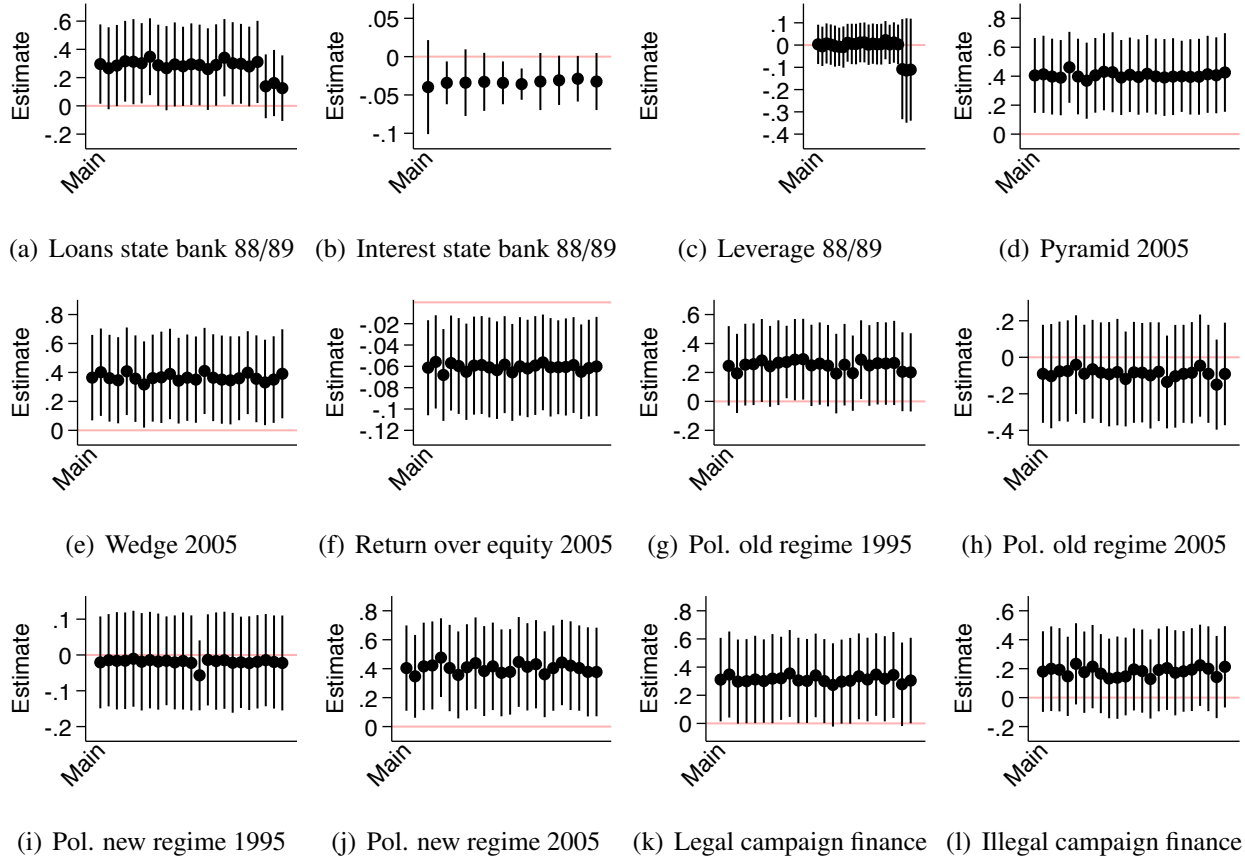 Estimate
.6
.4
.2
0
-.2
Main
(a) Loans state bank 88/89
Estimate
0
-.05
-.1
Main
(b) Interest state bank 88/89
Estimate
.1
0
-.1
-.2
-.3
-.4
Main
(c) Leverage 88/89
Estimate
.8
.6
.4
.2
0
Main
(d) Pyramid 2005
Estimate
.8
.6
.4
.2
0
Main
(e) Wedge 2005
Estimate
-.02
-.04
-.06
-.08
-.1
-.12
Main
(f) Return over equity 2005
Estimate
.6
.4
.2
0
-.2
Main
(g) Pol. old regime 1995
Estimate
.2
0
-.2
-.4
Main
(h) Pol. old regime 2005
Estimate
.1
0
-.1
-.2
Main
(i) Pol. new regime 1995
Estimate
.8
.6
.4
.2
0
Main
(j) Pol. new regime 2005
Estimate
.8
.6
.4
.2
0
Main
(k) Legal campaign finance
Estimate
.6
.4
.2
0
-.2
Main
(l) Illegal campaign finance